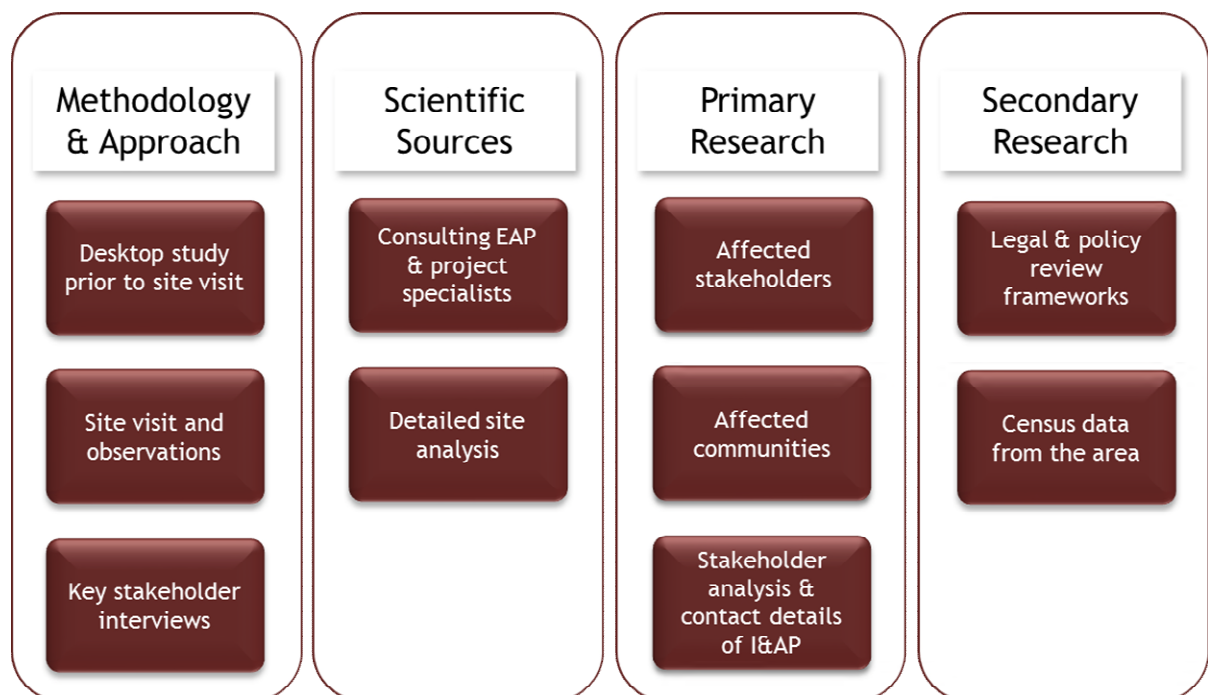 Methodology
& Approach
Desktop study
prior to site visit
Site visit and
observations
Key stakeholder
interviews
Scientific
Sources
Consulting EAP
& project
specialists
Detailed site
analysis
Primary
Research
Affected
stakeholders
Affected
communities
Stakeholder
analysis &
contact details
of I&AP
Secondary
Research
Legal & policy
review
frameworks
Census data
from the area